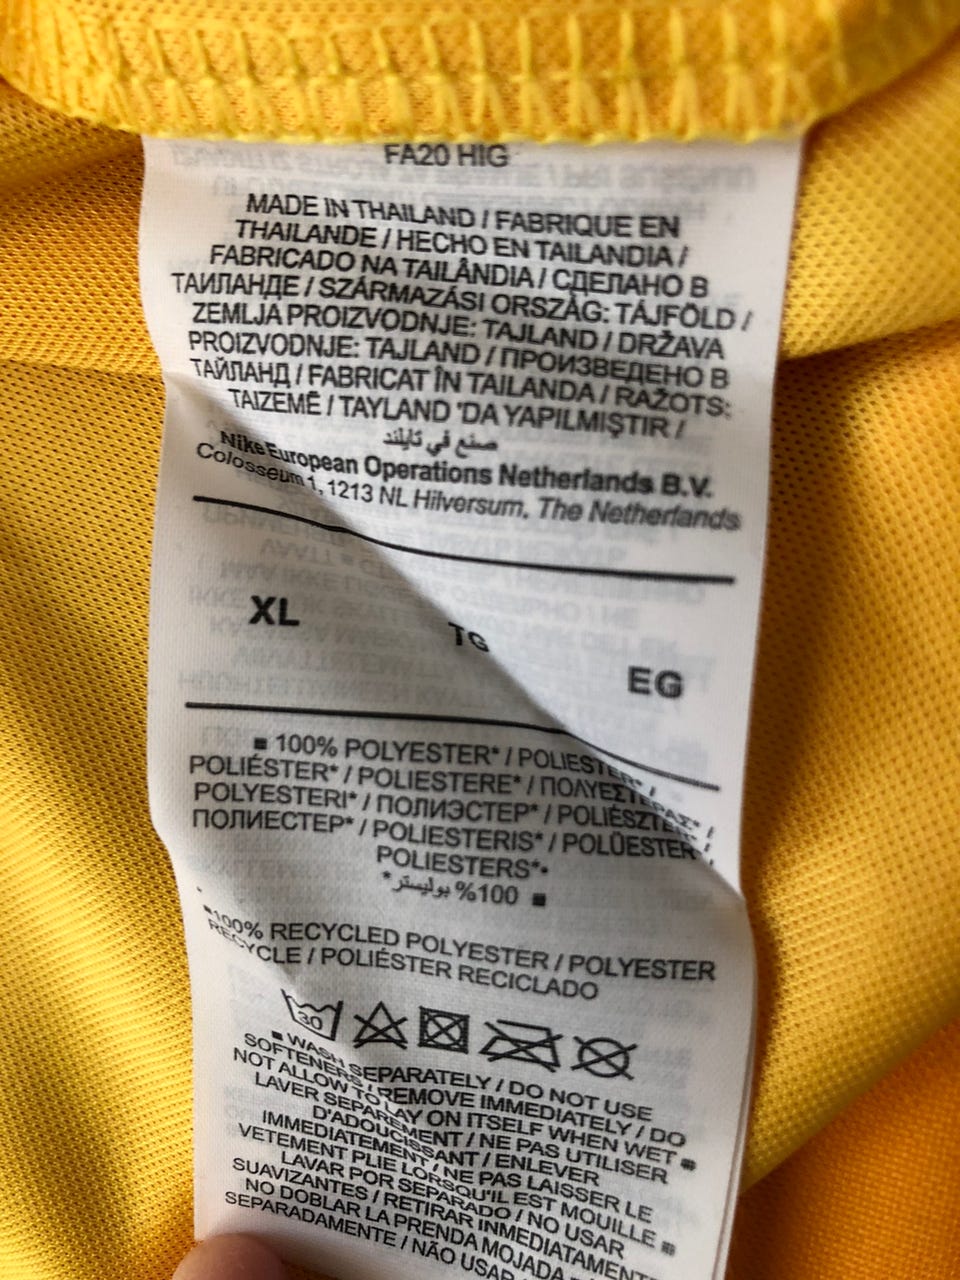 FA20 HIG
MADE IN THAILAND / FABRIQUE EN
THAILANDE / HECHO EN TAILANDIA /
FABRICADO NA TAILÂNDIA / СДЕЛАНО В
ТАИЛАНДЕ / SZÁRMAZÁSI ORSZÁG: TÁJFÖLD /
ZEMLJA PROIZVODNJE: TAJLAND / DRŽAVA
PROIZVODNJE: TAJLAND / ПРОИЗВЕДЕНО В
ТАЙЛАНД / FABRICAT ÎN TAILANDA / RAŽOTS:
TAIZEMĒ / TAYLAND 'DA YAPILMIŞTIR /
صنع في تايلند
Nike European Operations Netherlands B.V.
Colosseum 1, 1213 NL Hilversum, The Netherlands
XL TG EG
■ 100% POLYESTER* / POLIESTER* /
POLIÉSTER* / POLIESTERE* / ΠΟΛΥΕΣΤΕΡΑΣ* /
POLYESTERI* / ПОЛИЭСТЕР* / POLIÉSZTER* /
ПОЛИЕСТЕР* / POLIESTERIS* / POLÜESTER* /
POLIESTERS*•
100% بوليستر* ■
■100% RECYCLED POLYESTER / POLYESTER
RECYCLE / POLIÉSTER RECICLADO
30
■ WASH SEPARATELY / DO NOT USE
SOFTENERS / REMOVE IMMEDIATELY / DO
NOT ALLOW TO LAY ON ITSELF WHEN WET ■
LAVER SEPAREMENT / NE PAS UTILISER
D'ADOUCISSANT / ENLEVER
IMMEDIATEMENT / NE PAS LAISSER LE
VETEMENT PLIE LORSQU'IL EST MOUILLE ■
LAVAR POR SEPARADO / NO USAR
SUAVIZANTES / RETIRAR INMEDIATAMENTE
NO DOBLAR LA PRENDA MOJADA ■
SEPARADAMENTE / NÃO USAR